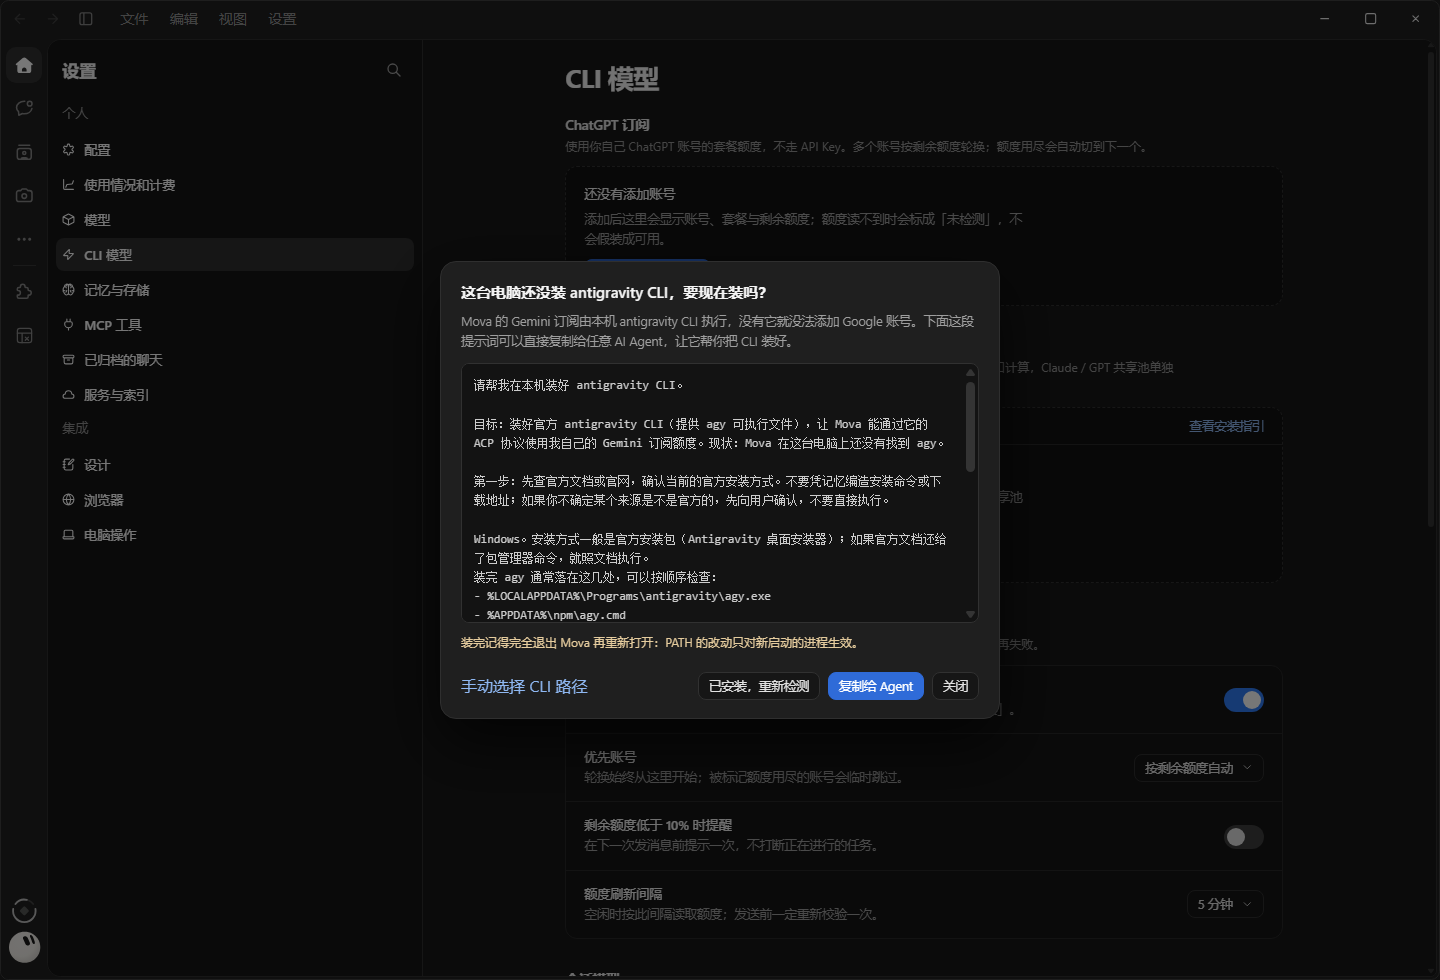 文件 编辑 视图 设置
设置
个人
配置
使用情况和计费
模型
CLI 模型
记忆与存储
MCP 工具
已归档的聊天
服务与索引
集成
设计
浏览器
电脑操作
CLI 模型
ChatGPT 订阅
使用你自己 ChatGPT 账号的套餐额度，不走 API Key。多个账号按剩余额度轮换；额度用尽会自动切到下一个。
还没有添加账号
添加后这里会显示账号、套餐与剩余额度；额度读不到时会标成「未检测」，不
会假装成可用。
这台电脑还没装 antigravity CLI，要现在装吗？
Mova 的 Gemini 订阅由本机 antigravity CLI 执行，没有它就没法添加 Google 账号。下面这段
提示词可以直接复制给任意 AI Agent，让它帮你把 CLI 装好。
请帮我在本机装好 antigravity CLI。
目标：装好官方 antigravity CLI（提供 agy 可执行文件），让 Mova 能通过它的
ACP 协议使用我自己的 Gemini 订阅额度。现状：Mova 在这台电脑上还没有找到 agy。
第一步：先查官方文档或官网，确认当前的官方安装方式。不要凭记忆编造安装命令或下
载地址；如果你不确定某个来源是不是官方的，先向用户确认，不要直接执行。
Windows。安装方式一般是官方安装包（Antigravity 桌面安装器）；如果官方文档还给
了包管理器命令，就照文档执行。
装完 agy 通常落在这几处，可以按顺序检查：
- %LOCALAPPDATA%\Programs\antigravity\agy.exe
- %APPDATA%\npm\agy.cmd
装完记得完全退出 Mova 再重新打开：PATH 的改动只对新启动的进程生效。
手动选择 CLI 路径
已安装，重新检测
复制给 Agent
关闭
计算，Claude / GPT 共享池单独
查看安装指引
享池
再失败。
」。
优先账号
轮换始终从这里开始；被标记额度用尽的账号会临时跳过。
按剩余额度自动
剩余额度低于 10% 时提醒
在下一次发消息前提示一次，不打断正在进行的任务。
额度刷新间隔
空闲时按此间隔读取额度；发送前一定重新校验一次。
5 分钟